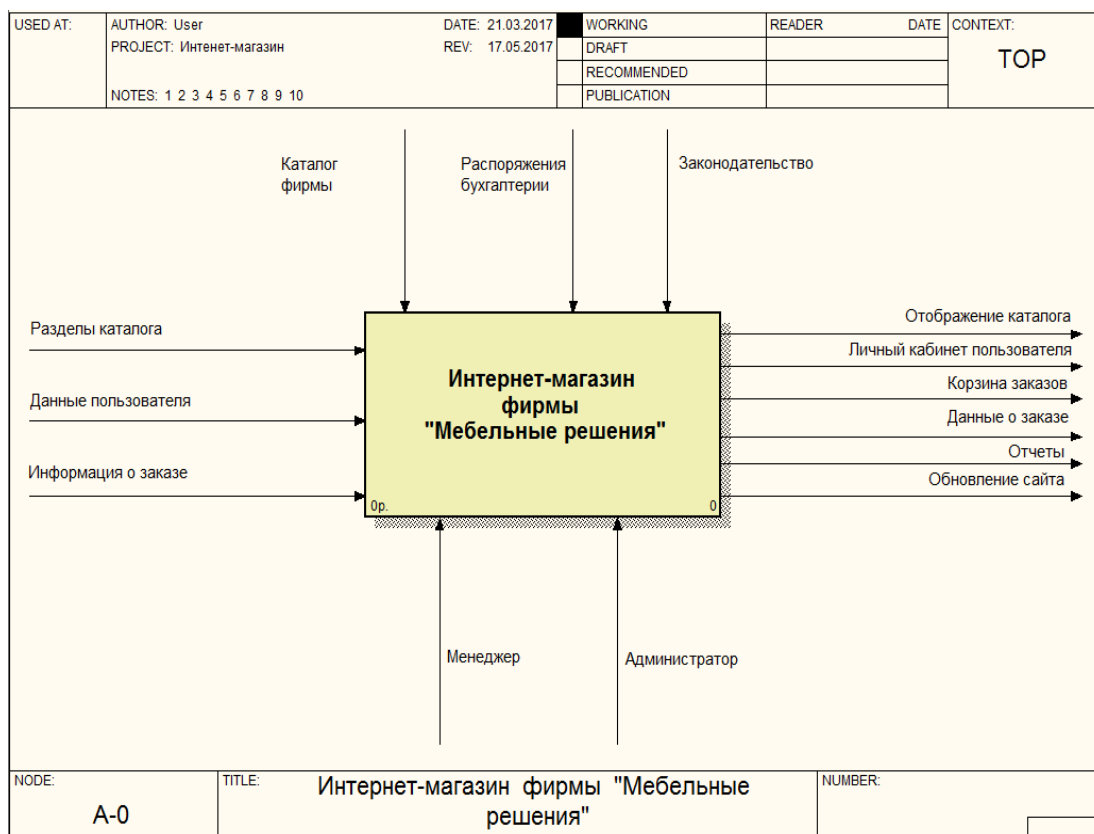 USED AT:
AUTHOR: User
DATE: 21.03.2017
WORKING
READER
DATE
CONTEXT:
PROJECT: Интенет-магазин
REV: 17.05.2017
DRAFT
TOP
RECOMMENDED
NOTES: 1 2 3 4 5 6 7 8 9 10
PUBLICATION
Каталог
фирмы
Распоряжения
бухгалтерии
Законодательство
Разделы каталога
Данные пользователя
Информация о заказе
Интернет-магазин
фирмы
"Мебельные решения"
0р.
0
Отображение каталога
Личный кабинет пользователя
Корзина заказов
Данные о заказе
Отчеты
Обновление сайта
Менеджер
Администратор
NODE:
A-0
TITLE:
Интернет-магазин фирмы "Мебельные
решения"
NUMBER: